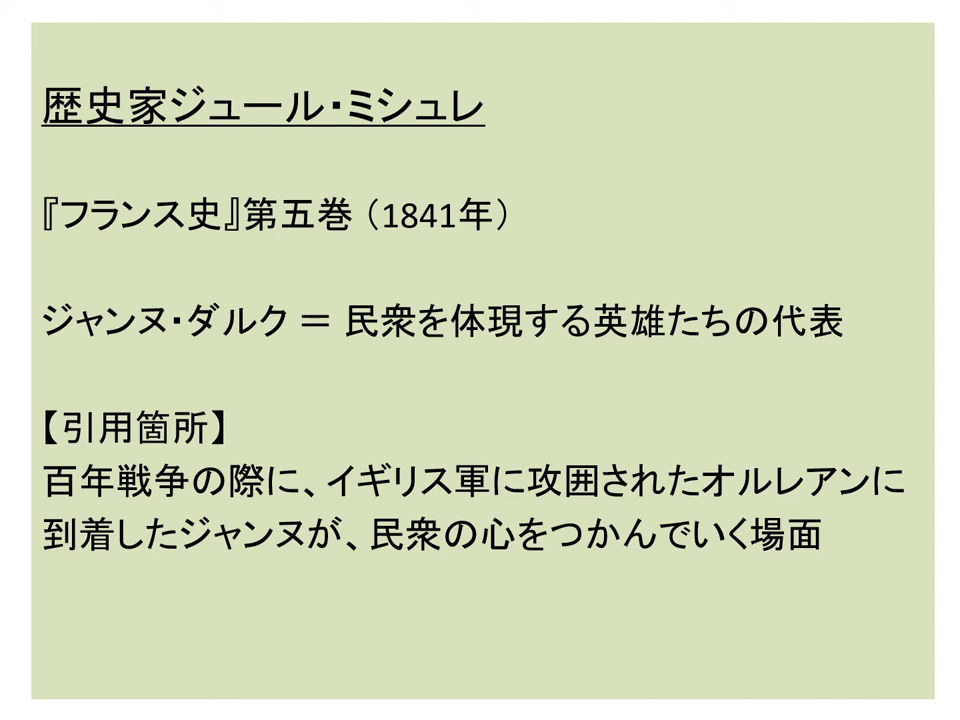 歴史家ジュール・ミシュレ
『フランス史』第五巻（1841年）
ジャンヌ・ダルク ＝ 民衆を体現する英雄たちの代表
【引用箇所】
百年戦争の際に、イギリス軍に攻囲されたオルレアンに
到着したジャンヌが、民衆の心をつかんでいく場面